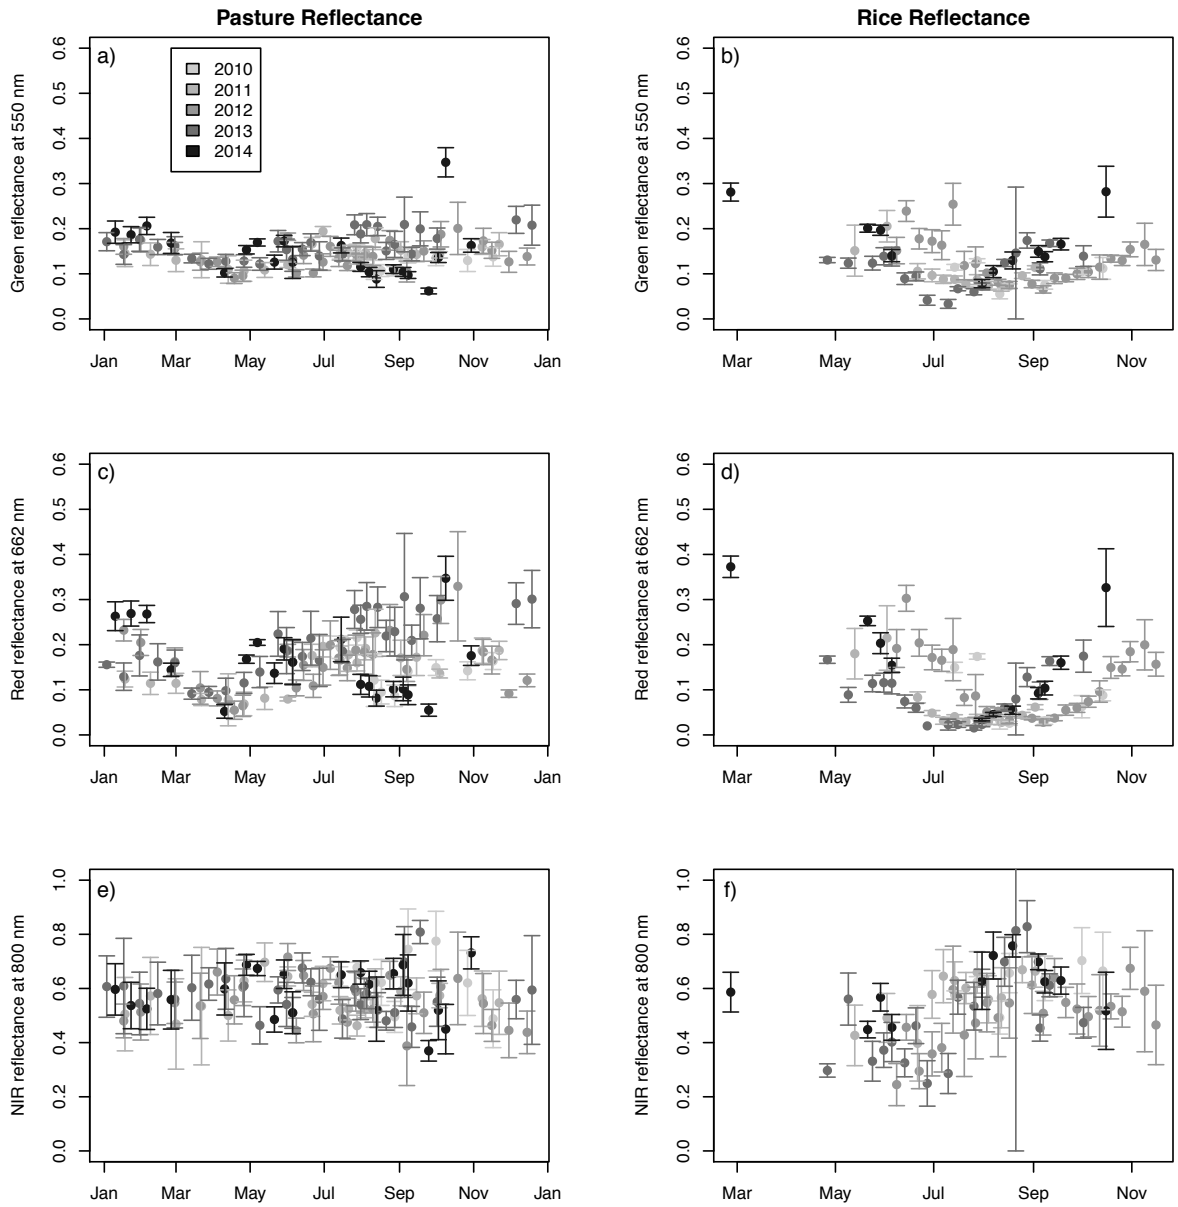 Pasture Reflectance
Rice Reflectance
a)
2010
2011
2012
2013
2014
Green reflectance at 550 nm
0.0 0.1 0.2 0.3 0.4 0.5 0.6
Jan Mar May Jul Sep Nov Jan
b)
Green reflectance at 550 nm
0.0 0.1 0.2 0.3 0.4 0.5 0.6
Mar May Jul Sep Nov
c)
Red reflectance at 662 nm
0.0 0.1 0.2 0.3 0.4 0.5 0.6
Jan Mar May Jul Sep Nov Jan
d)
Red reflectance at 662 nm
0.0 0.1 0.2 0.3 0.4 0.5 0.6
Mar May Jul Sep Nov
e)
NIR reflectance at 800 nm
0.0 0.2 0.4 0.6 0.8 1.0
Jan Mar May Jul Sep Nov Jan
f)
NIR reflectance at 800 nm
0.0 0.2 0.4 0.6 0.8 1.0
Mar May Jul Sep Nov